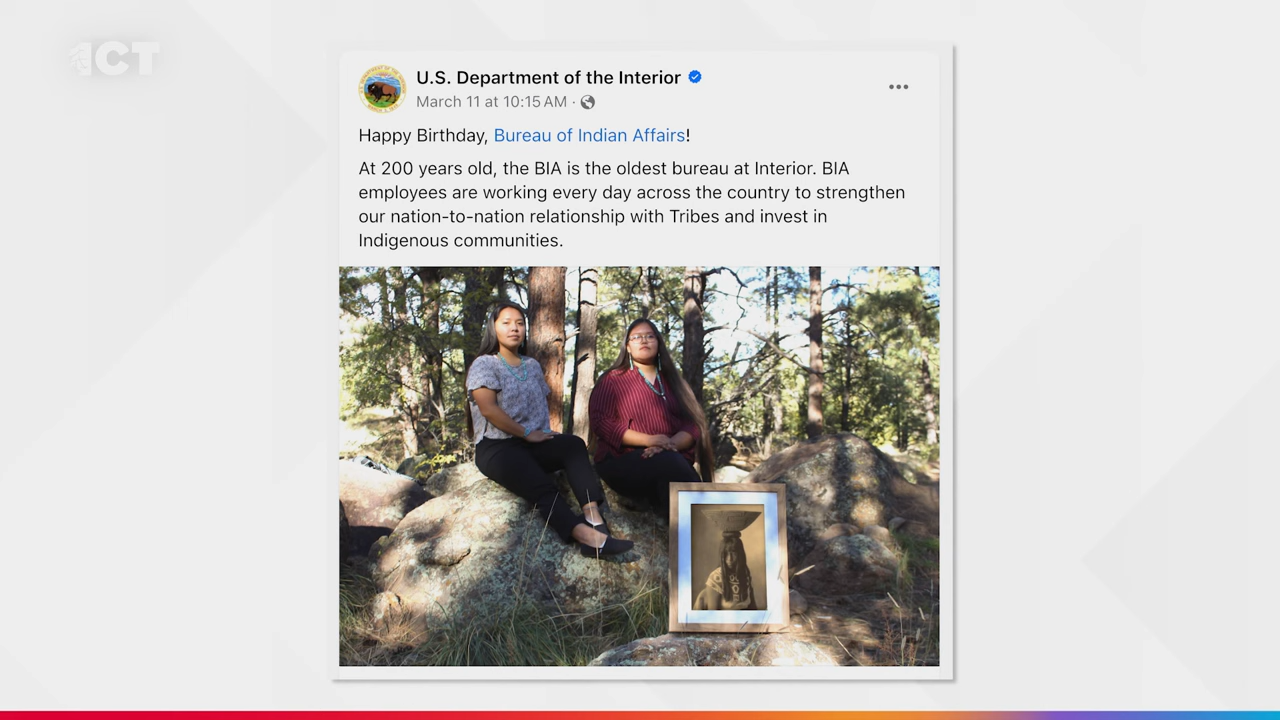 ICT
U.S. Department of the Interior
March 11 at 10:15 AM ·
Happy Birthday, Bureau of Indian Affairs!
At 200 years old, the BIA is the oldest bureau at Interior. BIA
employees are working every day across the country to strengthen
our nation-to-nation relationship with Tribes and invest in
Indigenous communities.